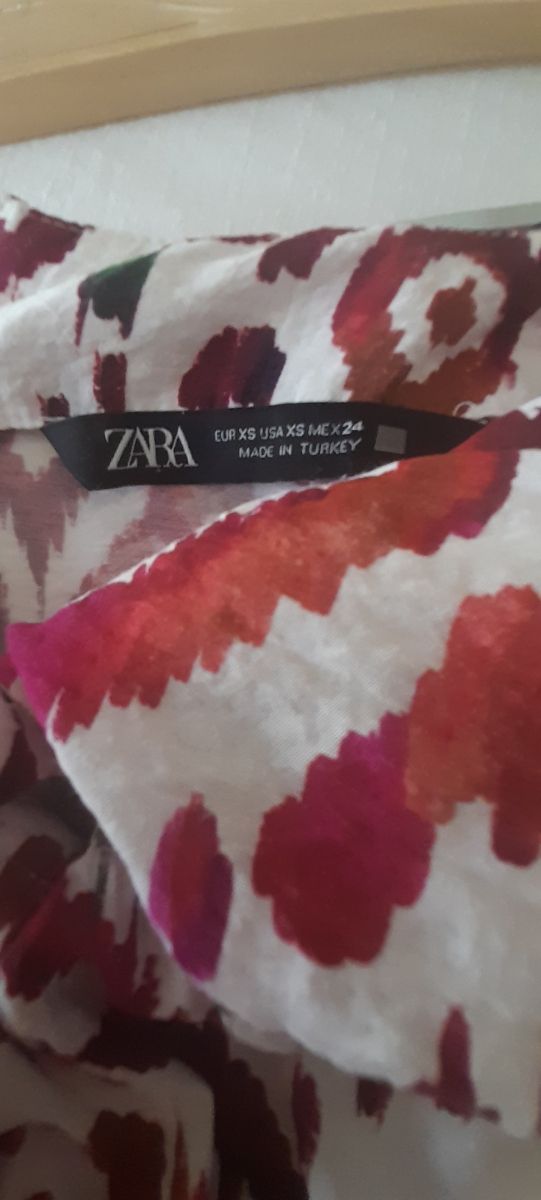 ZARA
EUR XS USA XS MEX 24
MADE IN TURKEY